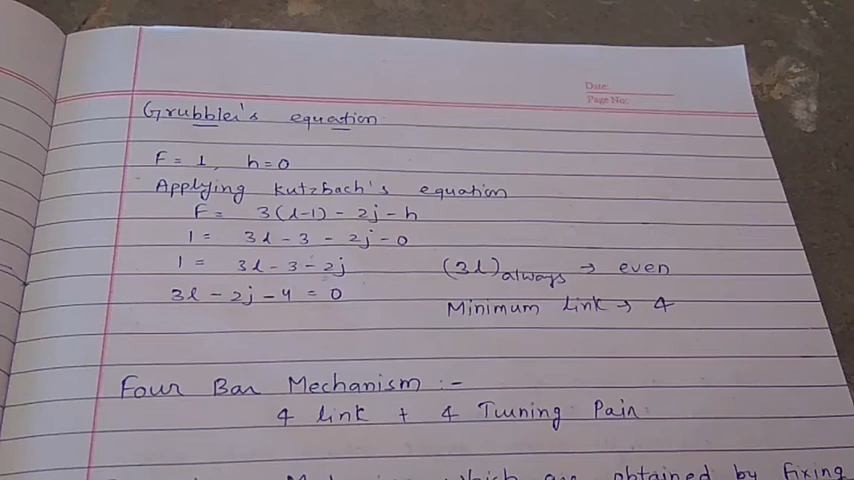 Date:
Page No:
Grubbler's equation
F = 1, h = 0
Applying Kutzbach's equation
F = 3(l-1) - 2j - h
1 = 3l - 3 - 2j - 0
1 = 3l - 3 - 2j
3l - 2j - 4 = 0
(3l)always → even
Minimum link → 4
Four Bar Mechanism :-
4 link + 4 Turning Pair
which are obtained by fixing